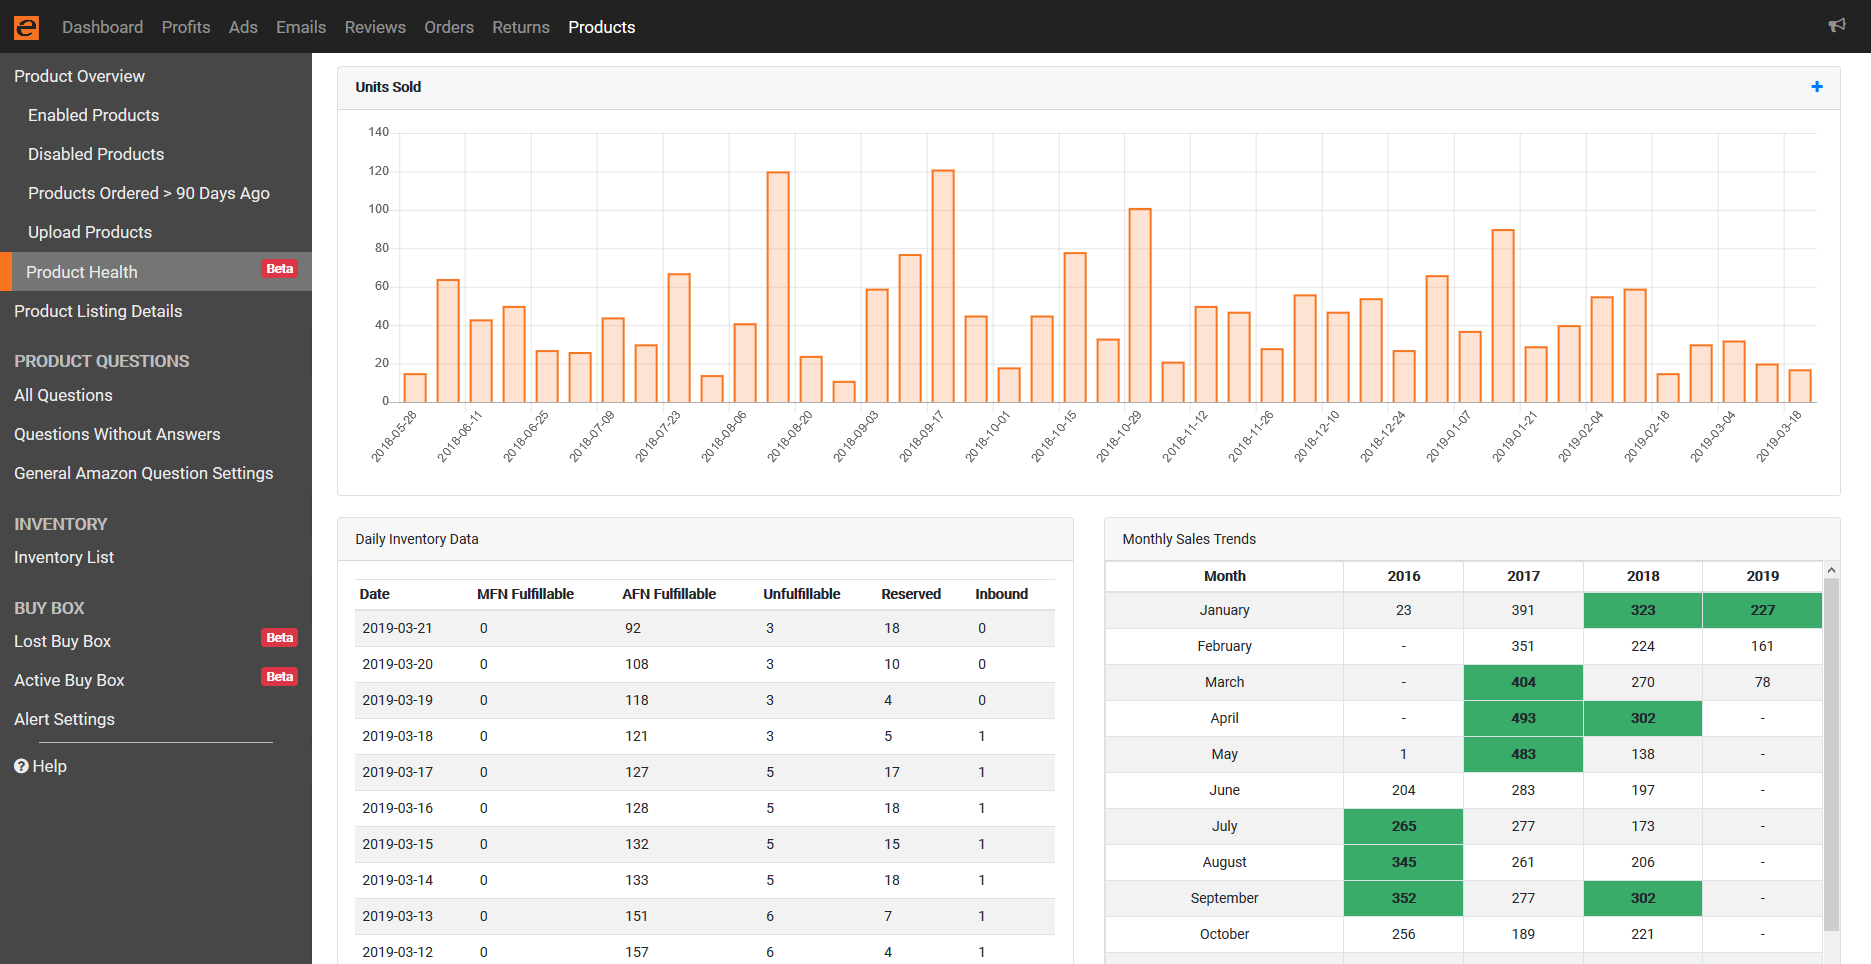 e Dashboard Profits Ads Emails Reviews Orders Returns Products
Product Overview
Enabled Products
Disabled Products
Products Ordered > 90 Days Ago
Upload Products
Product Health Beta
Product Listing Details
PRODUCT QUESTIONS
All Questions
Questions Without Answers
General Amazon Question Settings
INVENTORY
Inventory List
BUY BOX
Lost Buy Box Beta
Active Buy Box Beta
Alert Settings
? Help
Units Sold +
140
120
100
80
60
40
20
0
2018-05-28 2018-06-11 2018-06-25 2018-07-09 2018-07-23 2018-08-06 2018-08-20 2018-09-03 2018-09-17 2018-10-01 2018-10-15 2018-10-29 2018-11-12 2018-11-26 2018-12-10 2018-12-24 2019-01-07 2019-01-21 2019-02-04 2019-02-18 2019-03-04 2019-03-18
Daily Inventory Data
Date MFN Fulfillable AFN Fulfillable Unfulfillable Reserved Inbound
2019-03-21 0 92 3 18 0
2019-03-20 0 108 3 10 0
2019-03-19 0 118 3 4 0
2019-03-18 0 121 3 5 1
2019-03-17 0 127 5 17 1
2019-03-16 0 128 5 18 1
2019-03-15 0 132 5 15 1
2019-03-14 0 133 5 18 1
2019-03-13 0 151 6 7 1
2019-03-12 0 157 6 4 1
Monthly Sales Trends
Month 2016 2017 2018 2019
January 23 391 323 227
February - 351 224 161
March - 404 270 78
April - 493 302 -
May 1 483 138 -
June 204 283 197 -
July 265 277 173 -
August 345 261 206 -
September 352 277 302 -
October 256 189 221 -